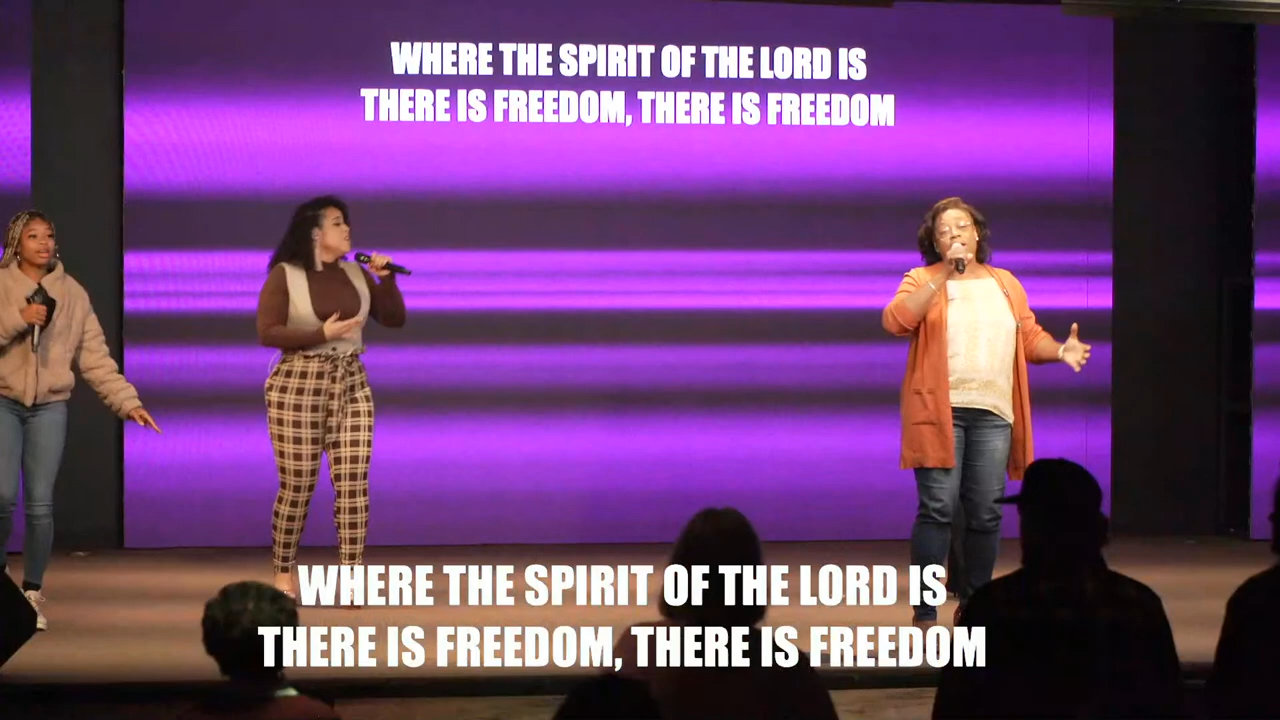 WHERE THE SPIRIT OF THE LORD IS
THERE IS FREEDOM, THERE IS FREEDOM
WHERE THE SPIRIT OF THE LORD IS
THERE IS FREEDOM, THERE IS FREEDOM